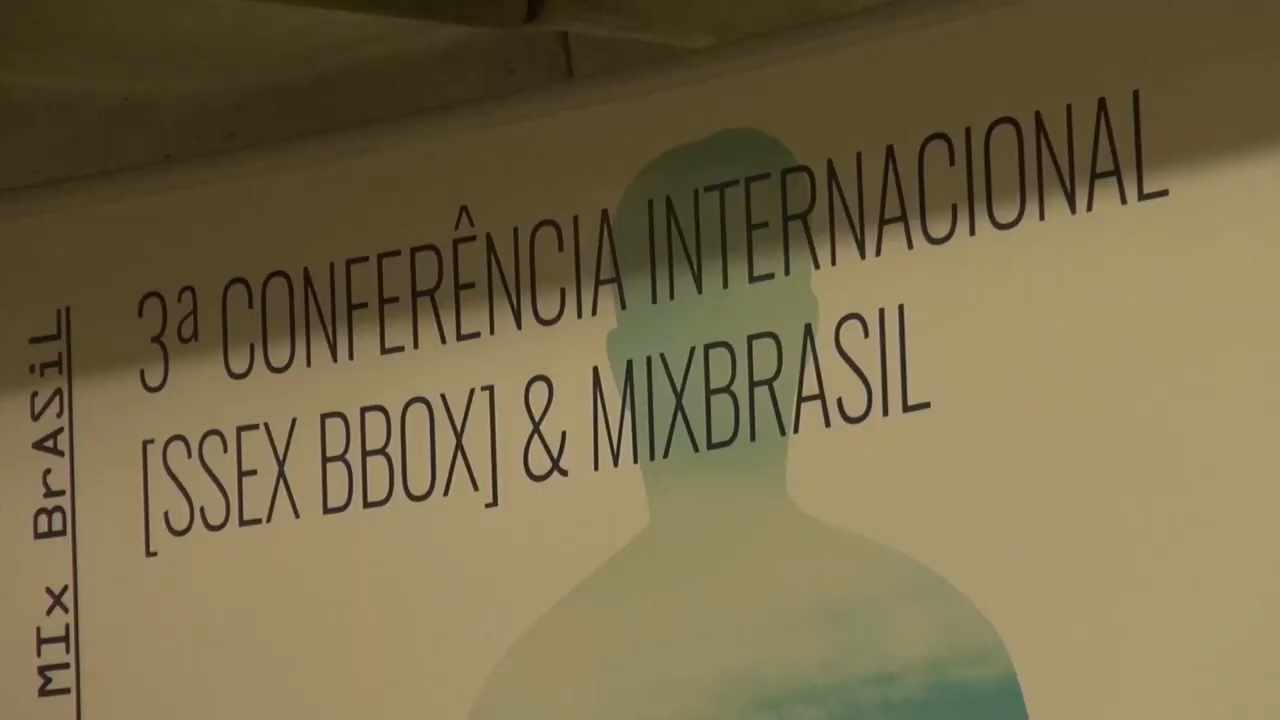 3ª CONFERÊNCIA INTERNACIONAL
[SSEX BBOX] & MIXBRASIL
MIx BrASiL